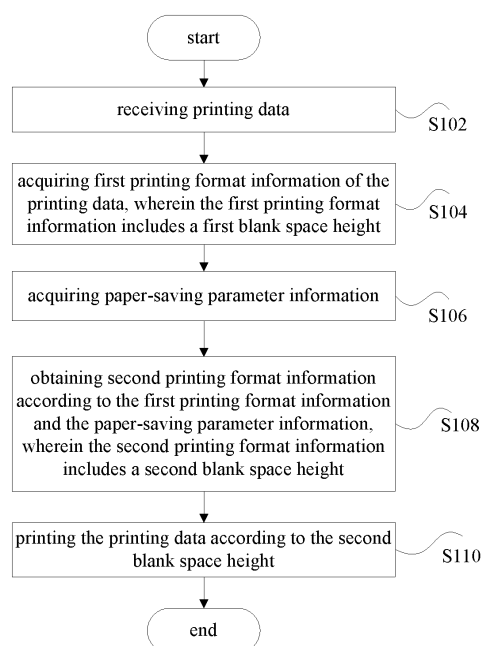 start
receiving printing data
S102
acquiring first printing format information of the
printing data, wherein the first printing format
information includes a first blank space height
S104
acquiring paper-saving parameter information
S106
obtaining second printing format information
according to the first printing format information
and the paper-saving parameter information,
wherein the second printing format information
includes a second blank space height
S108
printing the printing data according to the second
blank space height
S110
end